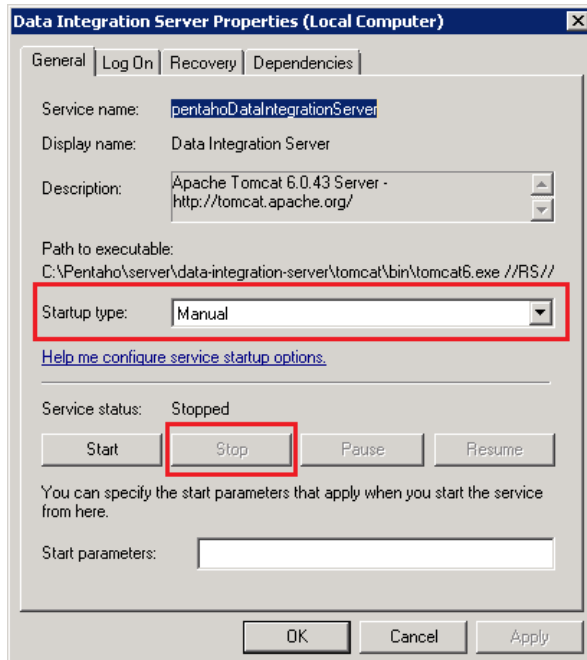 Data Integration Server Properties (Local Computer)
General Log On Recovery Dependencies
Service name: pentahoDataIntegrationServer
Display name: Data Integration Server
Description: Apache Tomcat 6.0.43 Server -
http://tomcat.apache.org/
Path to executable:
C:\Pentaho\server\data-integration-server\tomcat\bin\tomcat6.exe //RS//
Startup type: Manual
Help me configure service startup options.
Service status: Stopped
Start Stop Pause Resume
You can specify the start parameters that apply when you start the service
from here.
Start parameters:
OK Cancel Apply